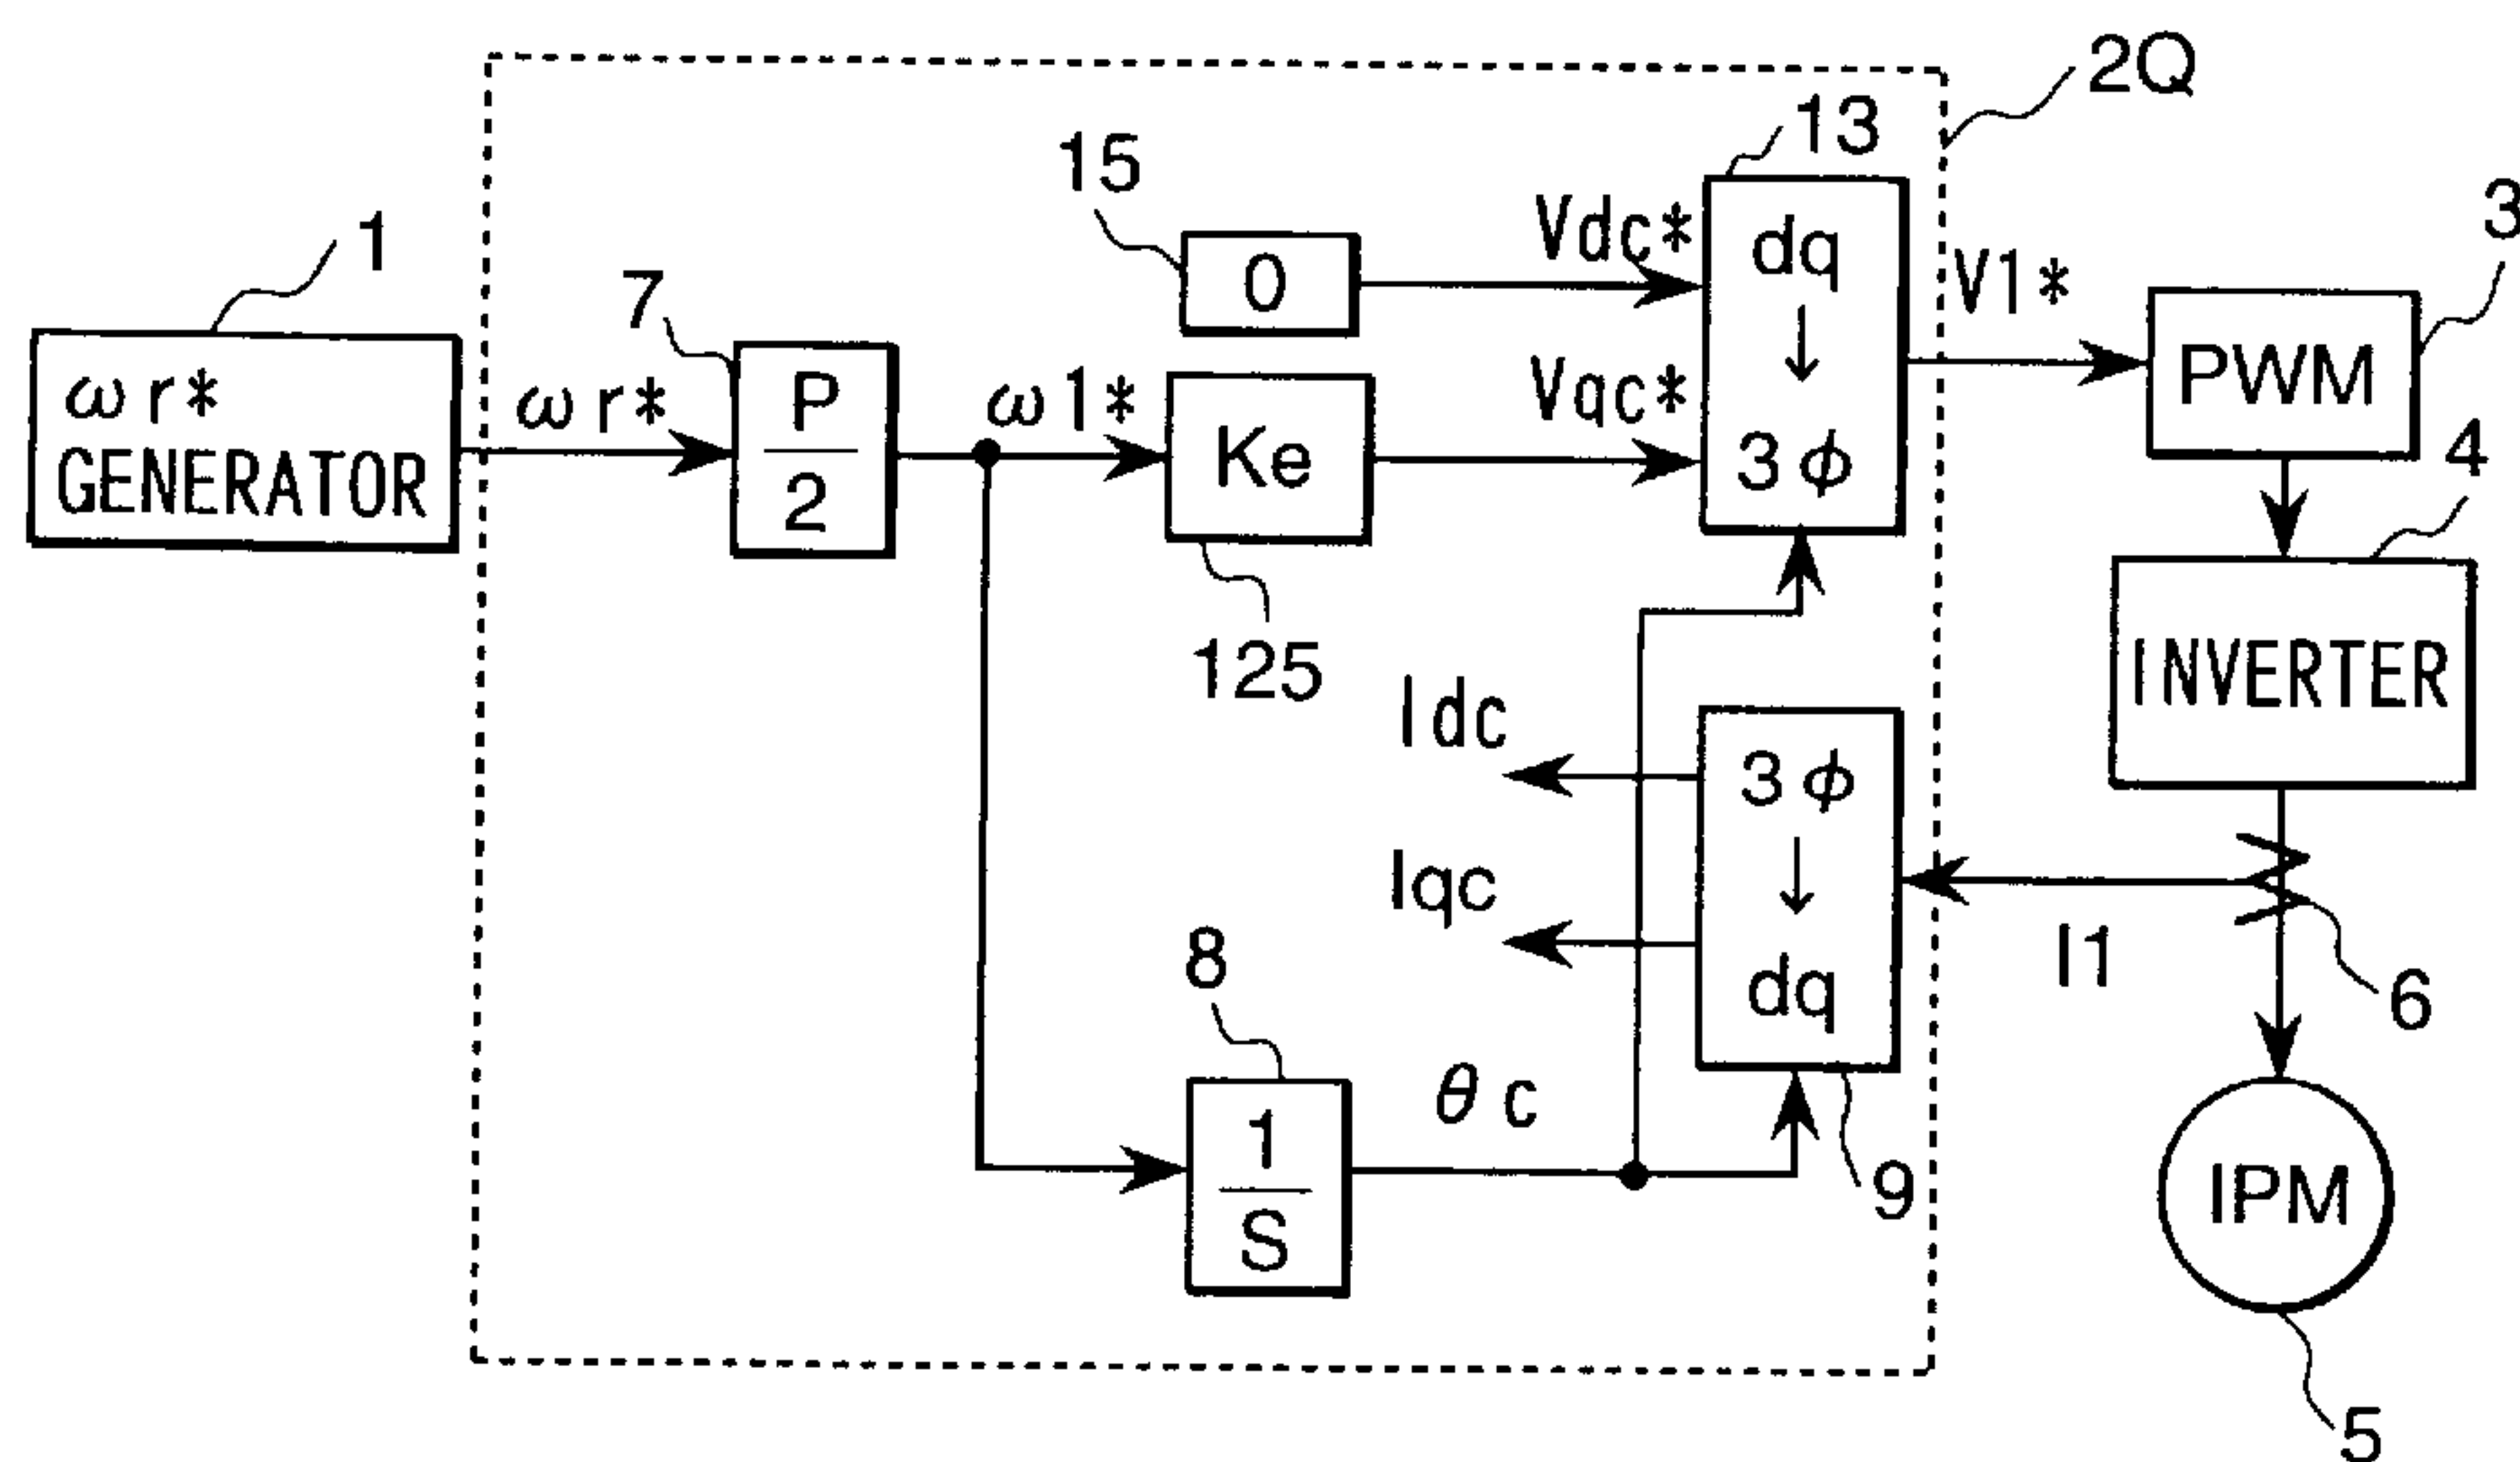 2Q
13
15
3
1
Vdc*
dq
↓
3φ
V1*
7
0
ωr*
GENERATOR
ωr*
P
2
ω1*
Ke
Vqc*
PWM
4
125
INVERTER
Idc
3φ
↓
dq
Iqc
I1
6
8
θc
9
1
S
IPM
5